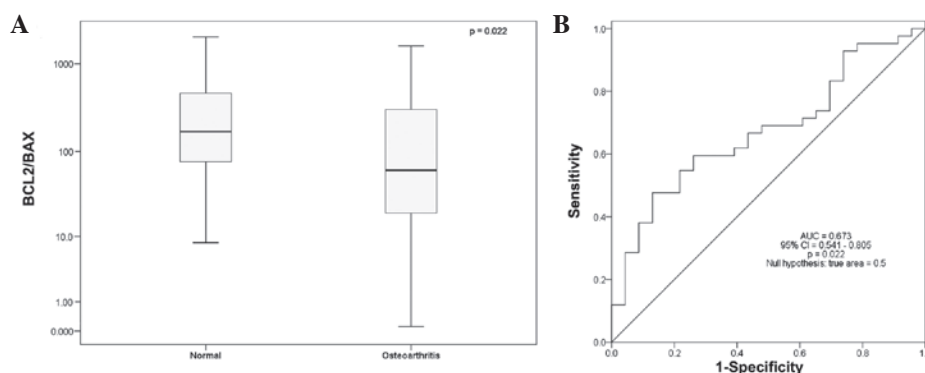 A
p = 0.022
BCL2/BAX
1000
100
10.0
1.00
0.000
Normal
Osteoarthritis
B
Sensitivity
1.0
0.8
0.6
0.4
0.2
0.0
AUC = 0.673
95% CI = 0.541 - 0.805
p = 0.022
Null hypothesis: true area = 0.5
0.0
0.2
0.4
0.6
0.8
1-Specificity